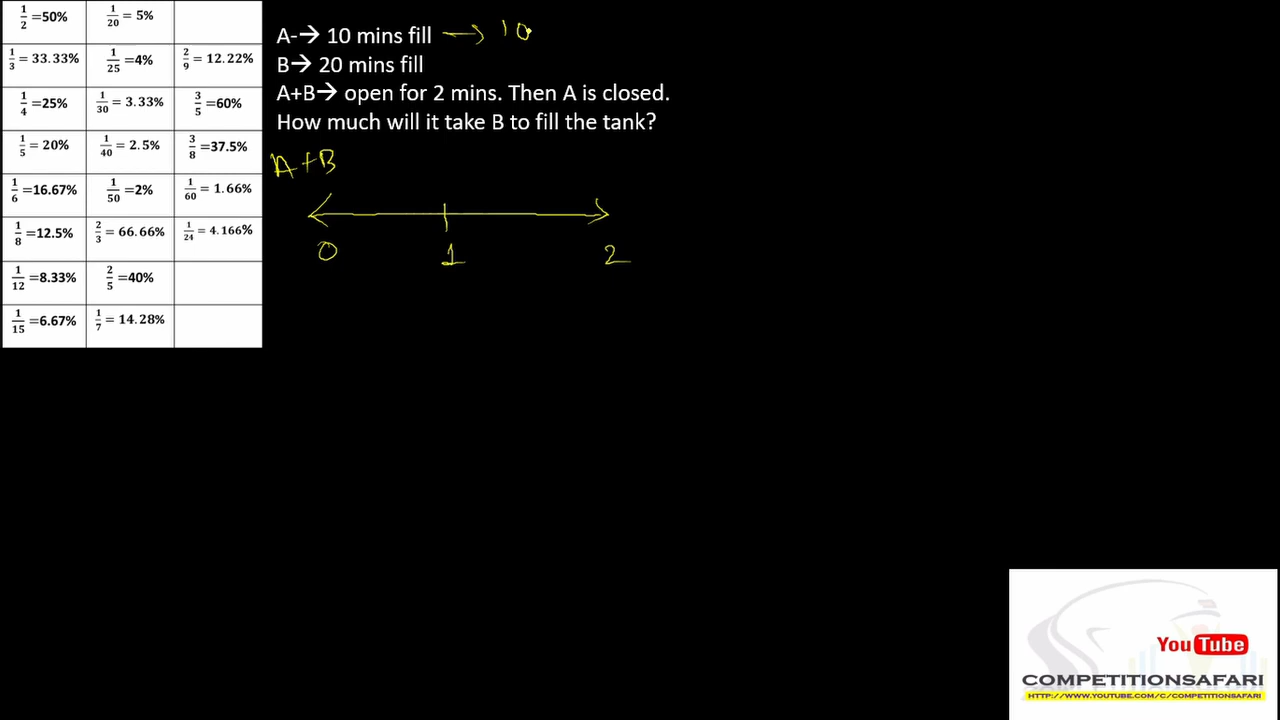 1/2 =50% 1/20 = 5%
1/3 = 33.33% 1/25 =4% 2/9 = 12.22%
1/4 =25% 1/30 = 3.33% 3/5 =60%
1/5 = 20% 1/40 = 2.5% 3/8 =37.5%
1/6 =16.67% 1/50 =2% 1/60 = 1.66%
1/8 =12.5% 2/3 = 66.66% 1/24 = 4.166%
1/12 =8.33% 2/5 =40%
1/15 =6.67% 1/7 = 14.28%
A-→ 10 mins fill → 10
B→ 20 mins fill
A+B→ open for 2 mins. Then A is closed.
How much will it take B to fill the tank?
A+B
0 1 2
YouTube
COMPETITIONSAFARI
HTTP://WWW.YOUTUBE.COM/C/COMPETITIONSAFARI